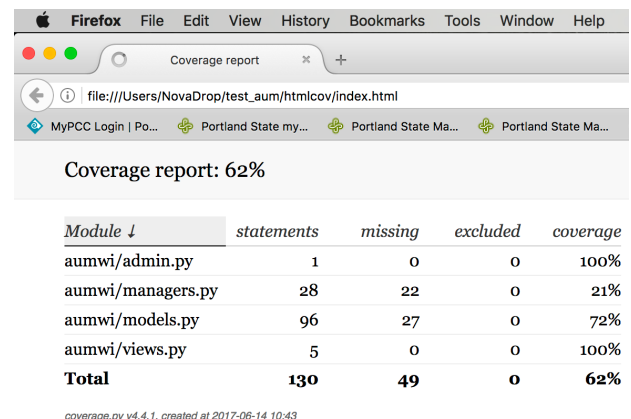 Firefox File Edit View History Bookmarks Tools Window Help
Coverage report × +
file:///Users/NovaDrop/test_aum/htmlcov/index.html
MyPCC Login | Po... Portland State my... Portland State Ma... Portland State Ma...
Coverage report: 62%
Module ↓ statements missing excluded coverage
aumwi/admin.py 1 0 0 100%
aumwi/managers.py 28 22 0 21%
aumwi/models.py 96 27 0 72%
aumwi/views.py 5 0 0 100%
Total 130 49 0 62%
coverage.py v4.4.1, created at 2017-06-14 10:43